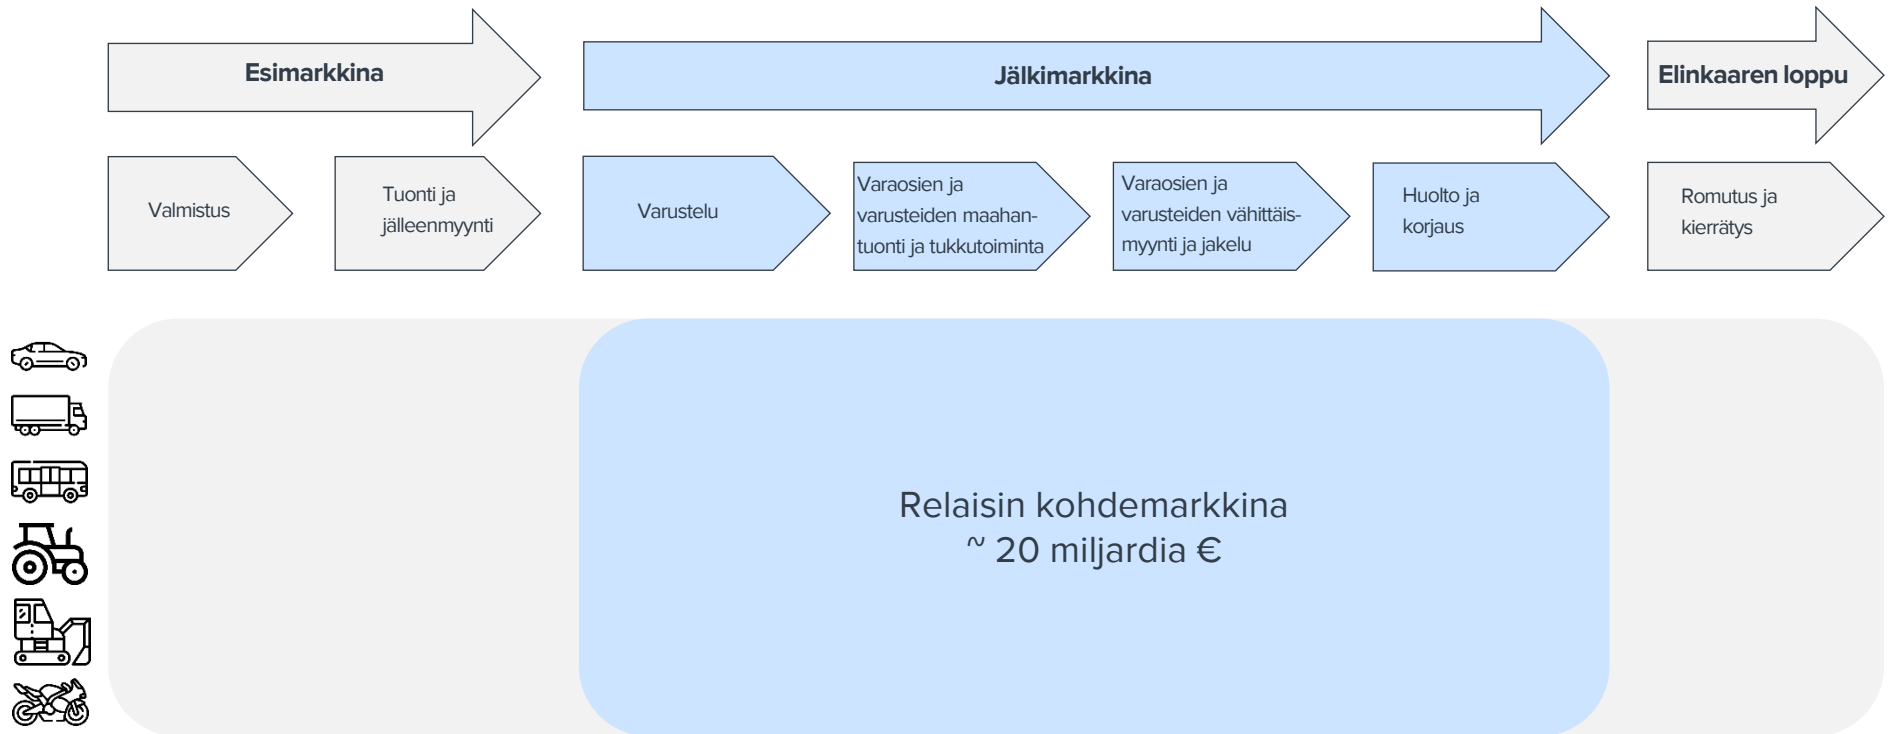 Esimarkkina
Jälkimarkkina
Elinkaaren loppu
Valmistus
Tuonti ja
jälleenmyynti
Varustelu
Varaosien ja
varusteiden maahan-
tuonti ja tukkutoiminta
Varaosien ja
varusteiden vähittäis-
myynti ja jakelu
Huolto ja
korjaus
Romutus ja
kierrätys
Relaisin kohdemarkkina
~ 20 miljardia €